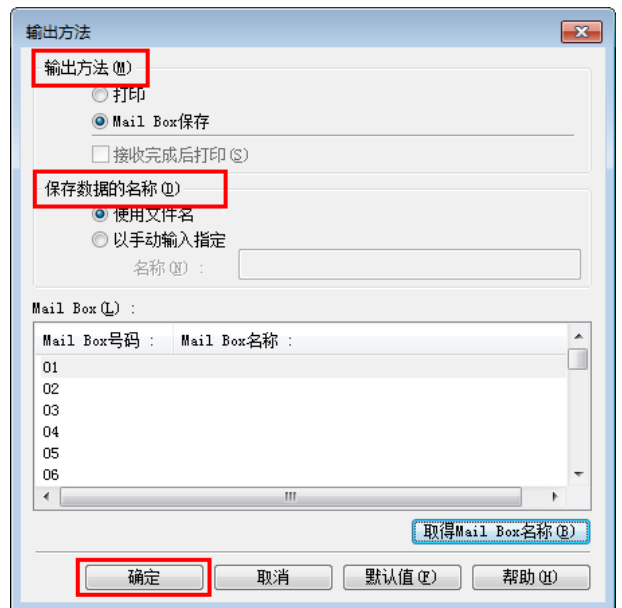 输出方法
输出方法(M)
打印
Mail Box保存
接收完成后打印(S)
保存数据的名称(D)
使用文件名
以手动输入指定
名称(N) :
Mail Box(L) :
Mail Box号码 : Mail Box名称 :
01
02
03
04
05
06
取得Mail Box名称(B)
确定 取消 默认值(F) 帮助(H)